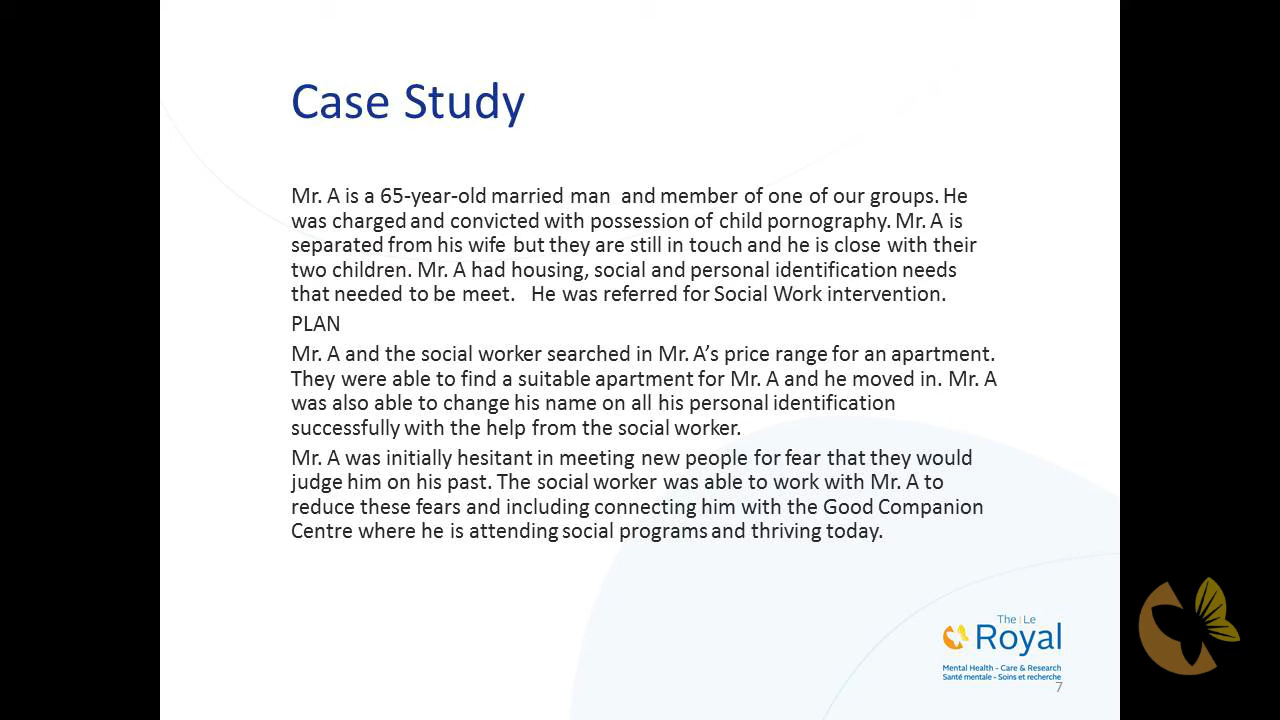 Case Study
Mr. A is a 65-year-old married man  and member of one of our groups. He
was charged and convicted with possession of child pornography. Mr. A is
separated from his wife but they are still in touch and he is close with their
two children. Mr. A had housing, social and personal identification needs
that needed to be meet.   He was referred for Social Work intervention.
PLAN
Mr. A and the social worker searched in Mr. A’s price range for an apartment.
They were able to find a suitable apartment for Mr. A and he moved in. Mr. A
was also able to change his name on all his personal identification
successfully with the help from the social worker.
Mr. A was initially hesitant in meeting new people for fear that they would
judge him on his past. The social worker was able to work with Mr. A to
reduce these fears and including connecting him with the Good Companion
Centre where he is attending social programs and thriving today.
The | Le
Royal
Mental Health - Care & Research
Santé mentale - Soins et recherche
7